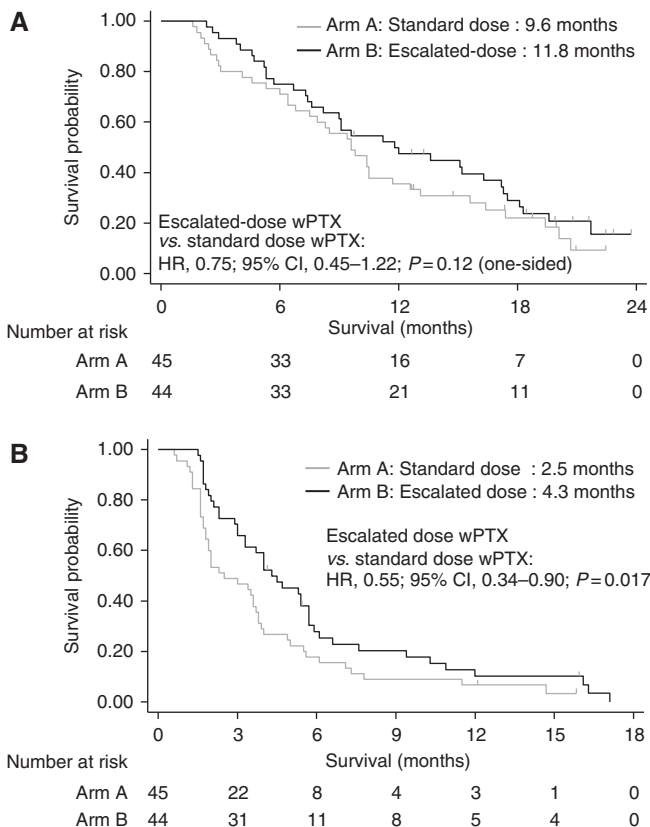 A
Arm A: Standard dose : 9.6 months
Arm B: Escalated-dose : 11.8 months
Survival probability
1.00
0.80
0.60
0.40
0.20
0.00
Escalated-dose wPTX
vs. standard dose wPTX:
HR, 0.75; 95% CI, 0.45–1.22; P=0.12 (one-sided)
0 6 12 18 24
Survival (months)
Number at risk
Arm A 45 33 16 7 0
Arm B 44 33 21 11 0
B
Arm A: Standard dose : 2.5 months
Arm B: Escalated dose : 4.3 months
Survival probability
1.00
0.80
0.60
0.40
0.20
0.00
Escalated dose wPTX
vs. standard dose wPTX:
HR, 0.55; 95% CI, 0.34–0.90; P=0.017
0 3 6 9 12 15 18
Survival (months)
Number at risk
Arm A 45 22 8 4 3 1 0
Arm B 44 31 11 8 5 4 0